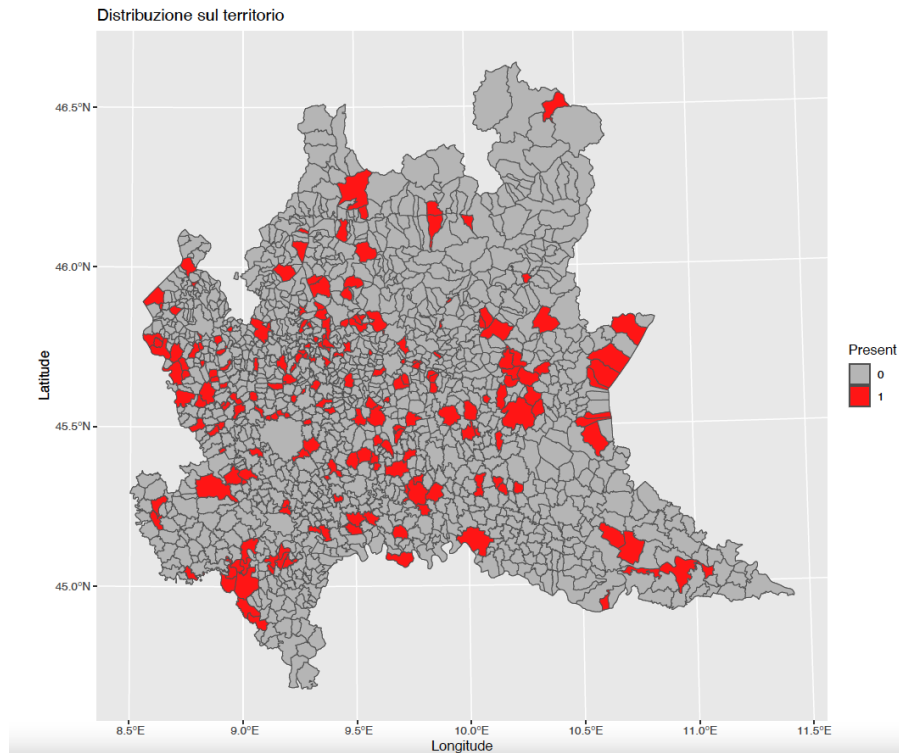 Distribuzione sul territorio
46.5°N
46.0°N
45.5°N
45.0°N
Latitude
8.5°E 9.0°E 9.5°E 10.0°E 10.5°E 11.0°E 11.5°E
Longitude
Present
0
1